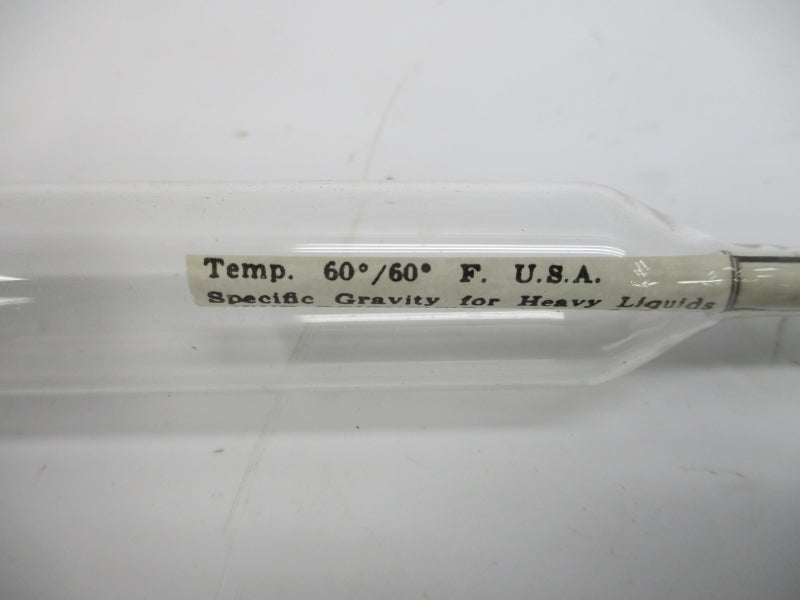 Temp. 60°/60° F. U.S.A.
Specific Gravity for Heavy Liquids